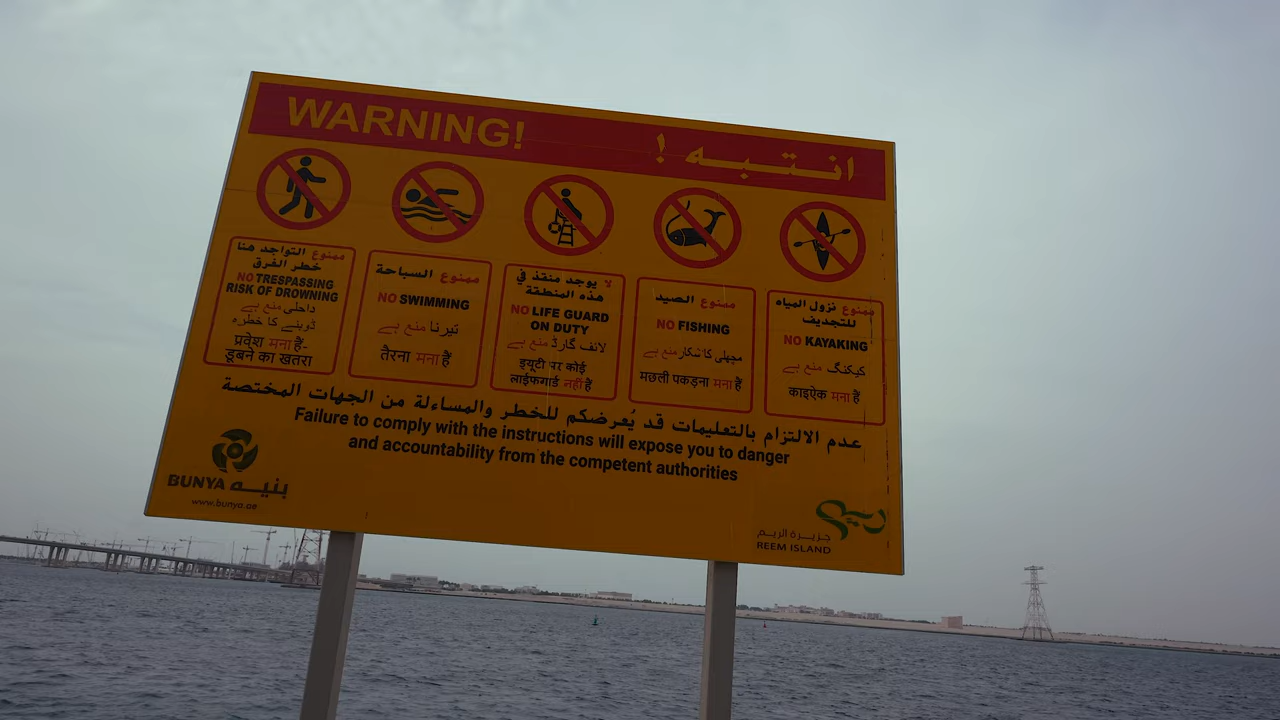 WARNING!
انتبه !
ممنوع التواجد هنا
خطر الغرق
NO TRESPASSING
RISK OF DROWNING
داخلی منع ہے
ڈوبنے کا خطرہ
प्रवेश मना हैं-
डूबने का खतरा
ممنوع السباحة
NO SWIMMING
تیرنا منع ہے
तैरना मना हैं
لا يوجد منقذ في
هذه المنطقة
NO LIFE GUARD
ON DUTY
لائف گارڈ منع ہے
ड्यूटी पर कोई
लाईफगार्ड नहीं हैं
ممنوع الصيد
NO FISHING
مچھلی کا شکار منع ہے
मछली पकड़ना मना हैं
ممنوع نزول المياه
للتجديف
NO KAYAKING
کیکنگ منع ہے
काइऐक मना हैं
عدم الالتزام بالتعليمات قد يُعرضكم للخطر والمساءلة من الجهات المختصة
Failure to comply with the instructions will expose you to danger
and accountability from the competent authorities
BUNYA بنيه
www.bunya.ae
جزيرة الريم
REEM ISLAND